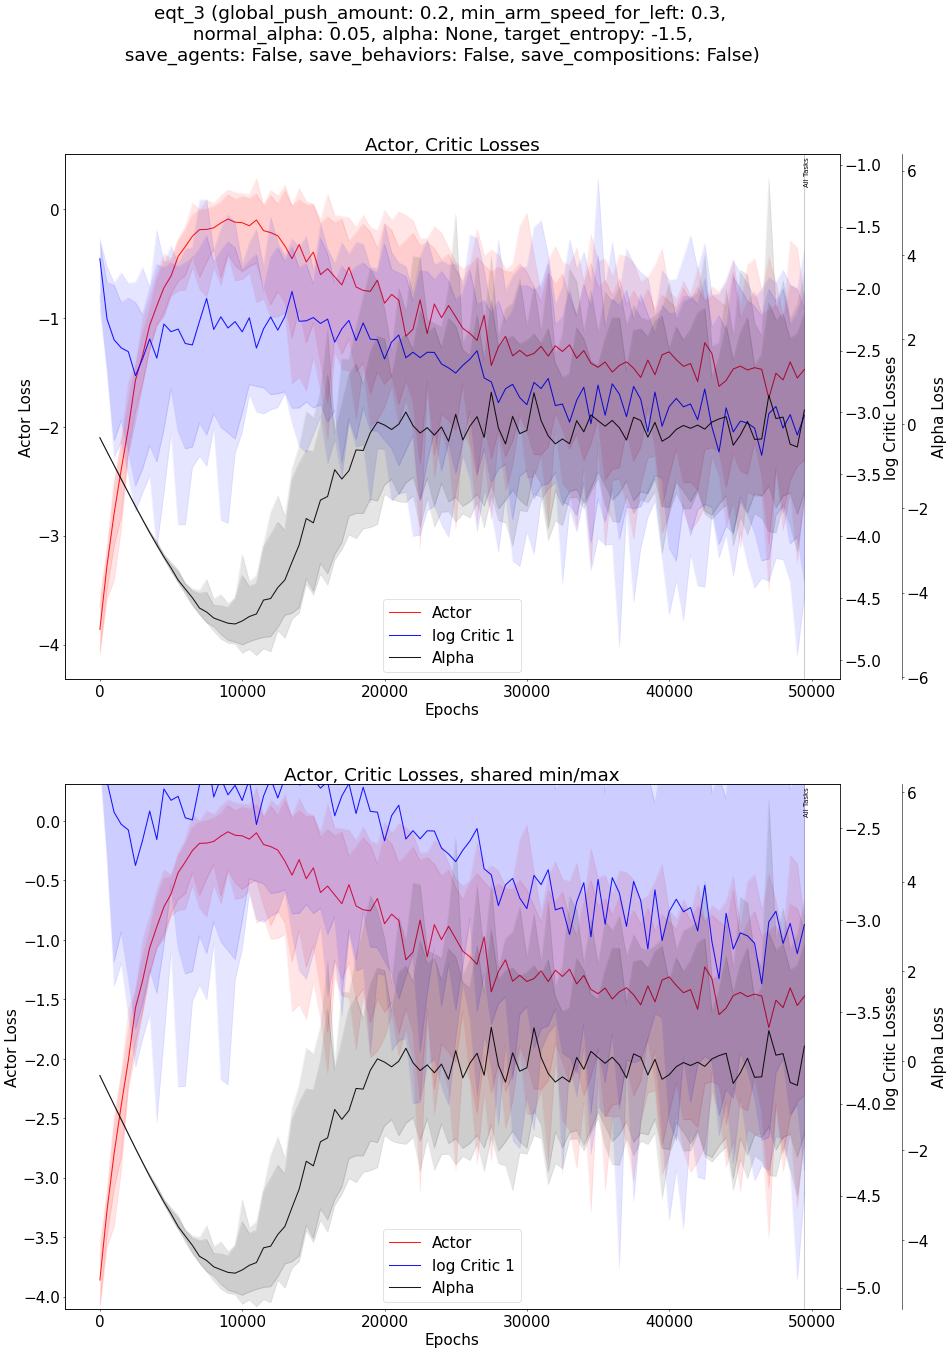 eqt_3 (global_push_amount: 0.2, min_arm_speed_for_left: 0.3,
normal_alpha: 0.05, alpha: None, target_entropy: -1.5,
save_agents: False, save_behaviors: False, save_compositions: False)
Actor, Critic Losses
All Tasks
0
−1
−2
−3
−4
Actor Loss
−1.0
−1.5
−2.0
−2.5
−3.0
−3.5
−4.0
−4.5
−5.0
log Critic Losses
6
4
2
0
−2
−4
−6
Alpha Loss
Actor
log Critic 1
Alpha
0
10000
20000
30000
40000
50000
Epochs
Actor, Critic Losses, shared min/max
All Tasks
0.0
−0.5
−1.0
−1.5
−2.0
−2.5
−3.0
−3.5
−4.0
Actor Loss
−2.5
−3.0
−3.5
−4.0
−4.5
−5.0
log Critic Losses
6
4
2
0
−2
−4
Alpha Loss
Actor
log Critic 1
Alpha
0
10000
20000
30000
40000
50000
Epochs